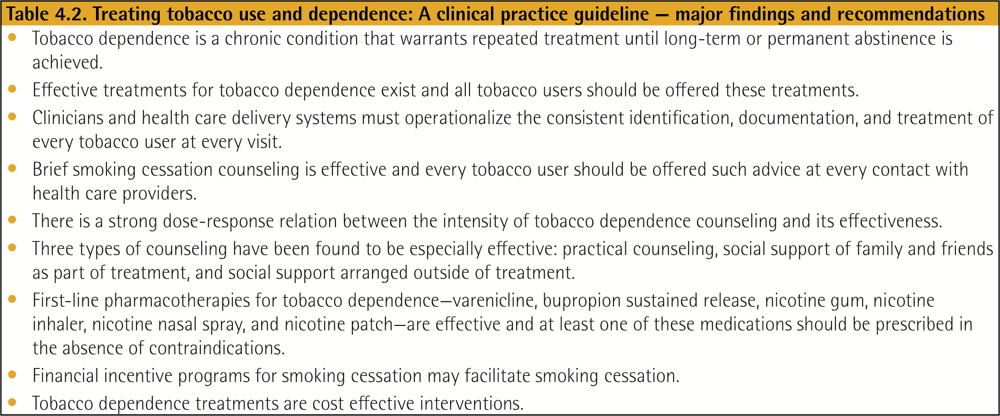 Table 4.2. Treating tobacco use and dependence: A clinical practice guideline — major findings and recommendations
● Tobacco dependence is a chronic condition that warrants repeated treatment until long-term or permanent abstinence is
achieved.
● Effective treatments for tobacco dependence exist and all tobacco users should be offered these treatments.
● Clinicians and health care delivery systems must operationalize the consistent identification, documentation, and treatment of
every tobacco user at every visit.
● Brief smoking cessation counseling is effective and every tobacco user should be offered such advice at every contact with
health care providers.
● There is a strong dose-response relation between the intensity of tobacco dependence counseling and its effectiveness.
● Three types of counseling have been found to be especially effective: practical counseling, social support of family and friends
as part of treatment, and social support arranged outside of treatment.
● First-line pharmacotherapies for tobacco dependence—varenicline, bupropion sustained release, nicotine gum, nicotine
inhaler, nicotine nasal spray, and nicotine patch—are effective and at least one of these medications should be prescribed in
the absence of contraindications.
● Financial incentive programs for smoking cessation may facilitate smoking cessation.
● Tobacco dependence treatments are cost effective interventions.